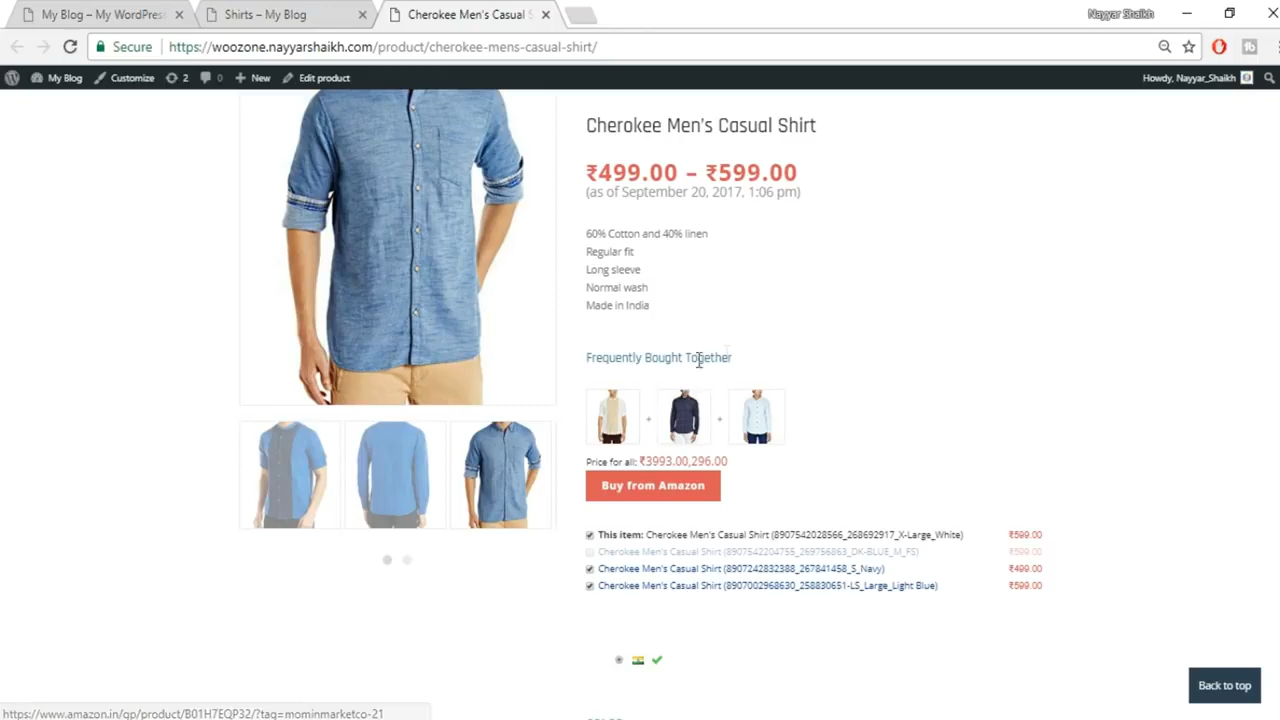 My Blog – My WordPres
Shirts – My Blog
Cherokee Men's Casual S
Nayyar Shaikh
Secure
https://woozone.nayyarshaikh.com/product/cherokee-mens-casual-shirt/
My Blog
Customize
2
0
New
Edit product
Howdy, Nayyar_Shaikh
Cherokee Men's Casual Shirt
₹499.00 – ₹599.00
(as of September 20, 2017, 1:06 pm)
60% Cotton and 40% linen
Regular fit
Long sleeve
Normal wash
Made in India
Frequently Bought Together
+ +
Price for all: ₹3993.00,296.00
Buy from Amazon
This item: Cherokee Men's Casual Shirt (8907542028566_268692917_X-Large_White) ₹599.00
Cherokee Men's Casual Shirt (8907542204755_269756863_DK-BLUE_M_FS) ₹599.00
Cherokee Men's Casual Shirt (8907242832388_267841458_S_Navy) ₹499.00
Cherokee Men's Casual Shirt (8907002968630_258830651-LS_Large_Light Blue) ₹599.00
Back to top
https://www.amazon.in/gp/product/B01H7EQP32/?tag=mominmarketco-21